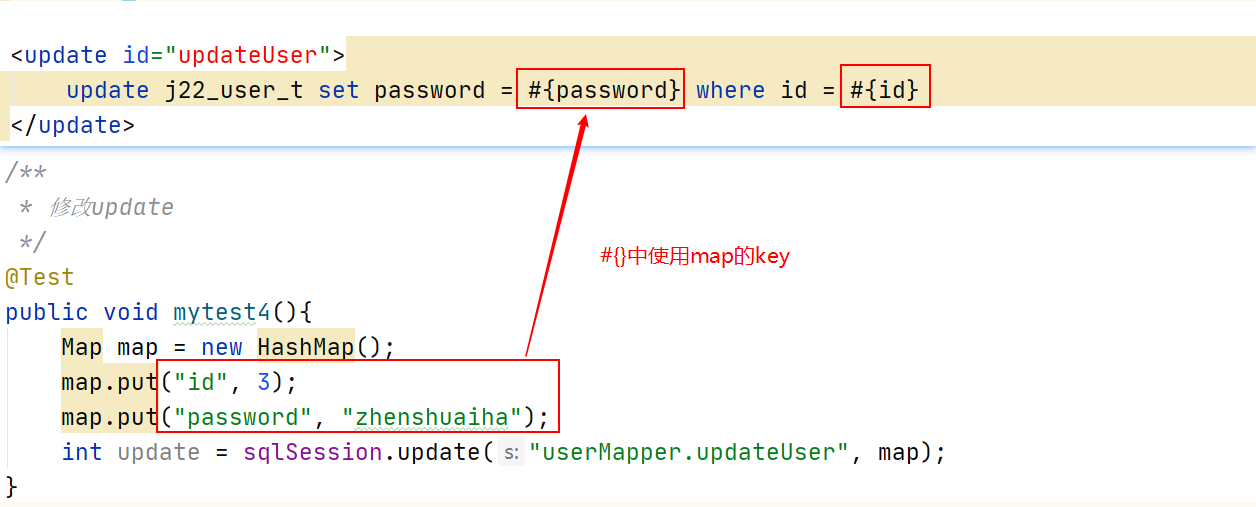 <update id="updateUser">
update j22_user_t set password = #{password} where id = #{id}
</update>
/**
* 修改update
*/
#{}中使用map的key
@Test
public void mytest4(){
Map map = new HashMap();
map.put("id", 3);
map.put("password", "zhenshuaiha");
int update = sqlSession.update( s: "userMapper.updateUser", map);
}